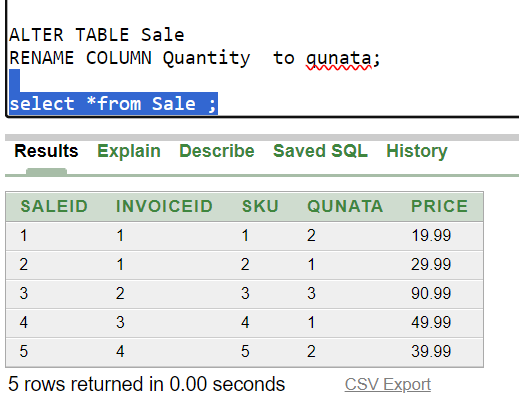 ALTER TABLE Sale
RENAME COLUMN Quantity  to qunata;
select *from Sale ;
Results Explain Describe Saved SQL History
SALEID INVOICEID SKU QUNATA PRICE
1 1 1 2 19.99
2 1 2 1 29.99
3 2 3 3 90.99
4 3 4 1 49.99
5 4 5 2 39.99
5 rows returned in 0.00 seconds CSV Export